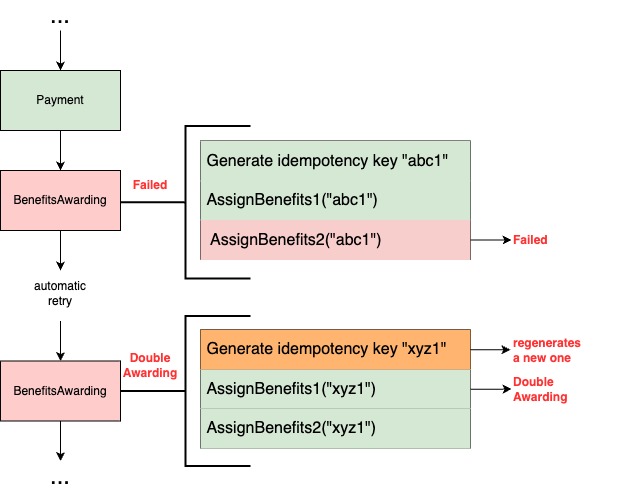 ...
Payment
BenefitsAwarding
Failed
Generate idempotency key "abc1"
AssignBenefits1("abc1")
AssignBenefits2("abc1")
Failed
automatic
retry
BenefitsAwarding
Double
Awarding
Generate idempotency key "xyz1"
regenerates
a new one
AssignBenefits1("xyz1")
Double
Awarding
AssignBenefits2("xyz1")
...